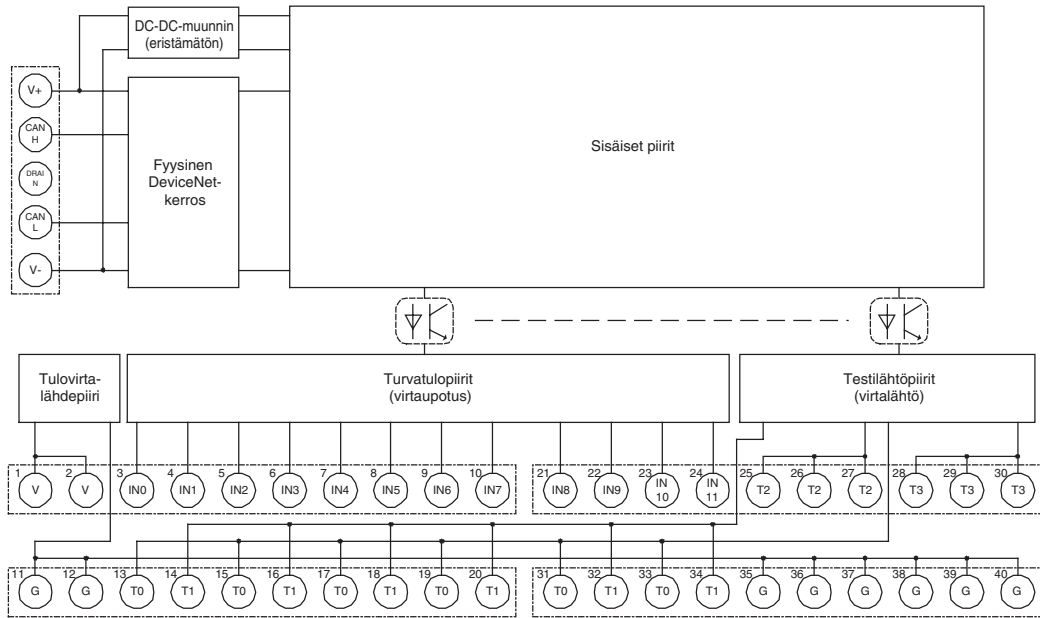 DC-DC-muunnin
(eristämätön)
V+
CAN
H
DRAI
N
CAN
L
V-
Fyysinen
DeviceNet-
kerros
Sisäiset piirit
Tulovirta-
lähdepiiri
Turvatulopiirit
(virtaupotus)
Testilähtöpiirit
(virtalähtö)
1 2 3 4 5 6 7 8 9 10 21 22 23 24 25 26 27 28 29 30
V V IN0 IN1 IN2 IN3 IN4 IN5 IN6 IN7 IN8 IN9 IN 10 IN 11 T2 T2 T2 T3 T3 T3
11 12 13 14 15 16 17 18 19 20 31 32 33 34 35 36 37 38 39 40
G G T0 T1 T0 T1 T0 T1 T0 T1 T0 T1 T0 T1 G G G G G G